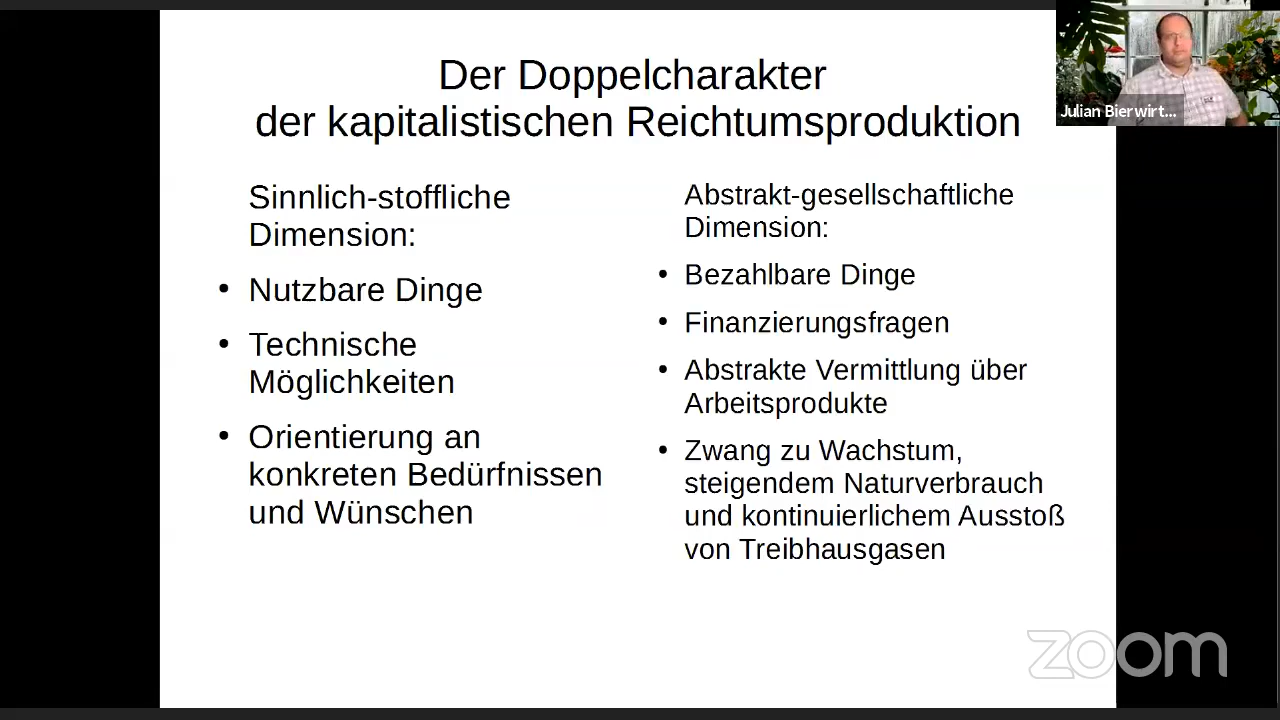 Der Doppelcharakter
der kapitalistischen Reichtumsproduktion
Julian Bierwirt...
Sinnlich-stoffliche
Dimension:
• Nutzbare Dinge
• Technische
Möglichkeiten
• Orientierung an
konkreten Bedürfnissen
und Wünschen
Abstrakt-gesellschaftliche
Dimension:
• Bezahlbare Dinge
• Finanzierungsfragen
• Abstrakte Vermittlung über
Arbeitsprodukte
• Zwang zu Wachstum,
steigendem Naturverbrauch
und kontinuierlichem Ausstoß
von Treibhausgasen
zoom